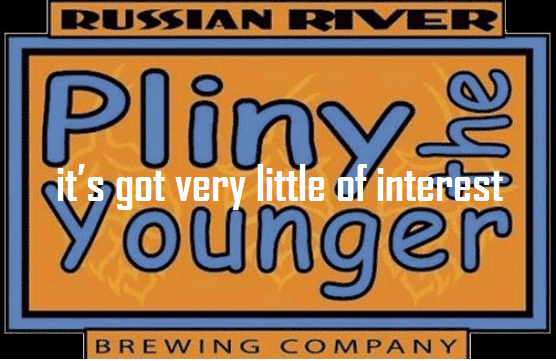 RUSSIAN RIVER
Pliny the
it's got very little of interest
Younger
BREWING COMPANY